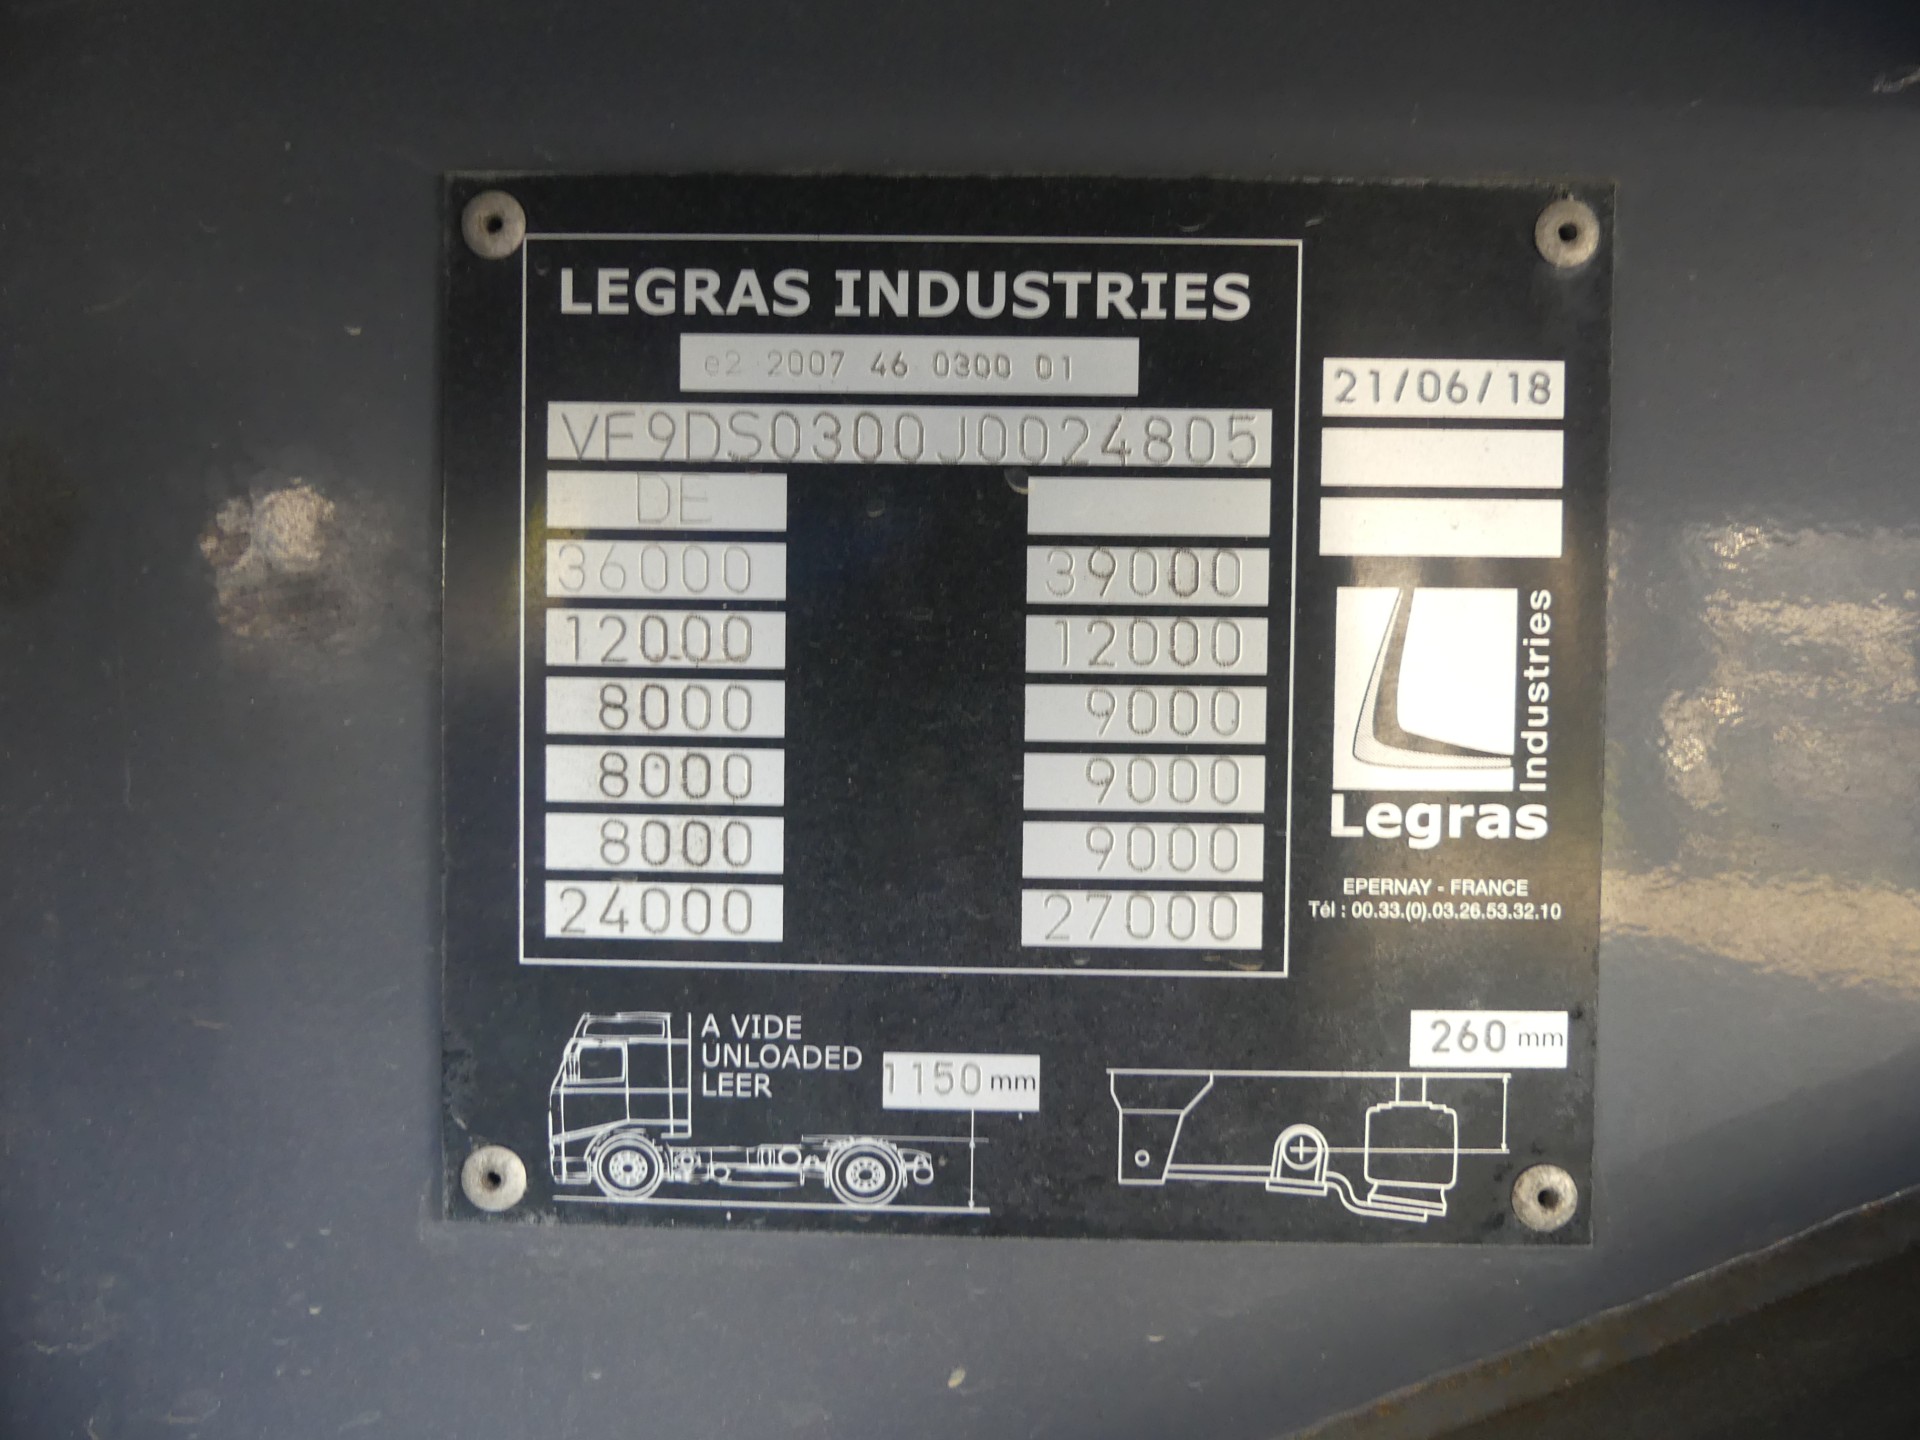 LEGRAS INDUSTRIES
e2 2007 46 0300 01
VF9DS0300J0024805
21/06/18
DE
36000 39000
12000 12000
8000 9000
8000 9000
8000 9000
24000 27000
Industries
Legras
EPERNAY - FRANCE
Tél : 00.33.(0).03.26.53.32.10
A VIDE
UNLOADED
LEER
1150 mm
260 mm